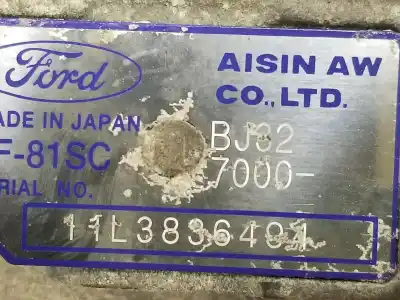 Ford
AISIN AW
CO., LTD.
ADE IN JAPAN
F-81SC
BJ32
7000-
RIAL NO.
11L3836491